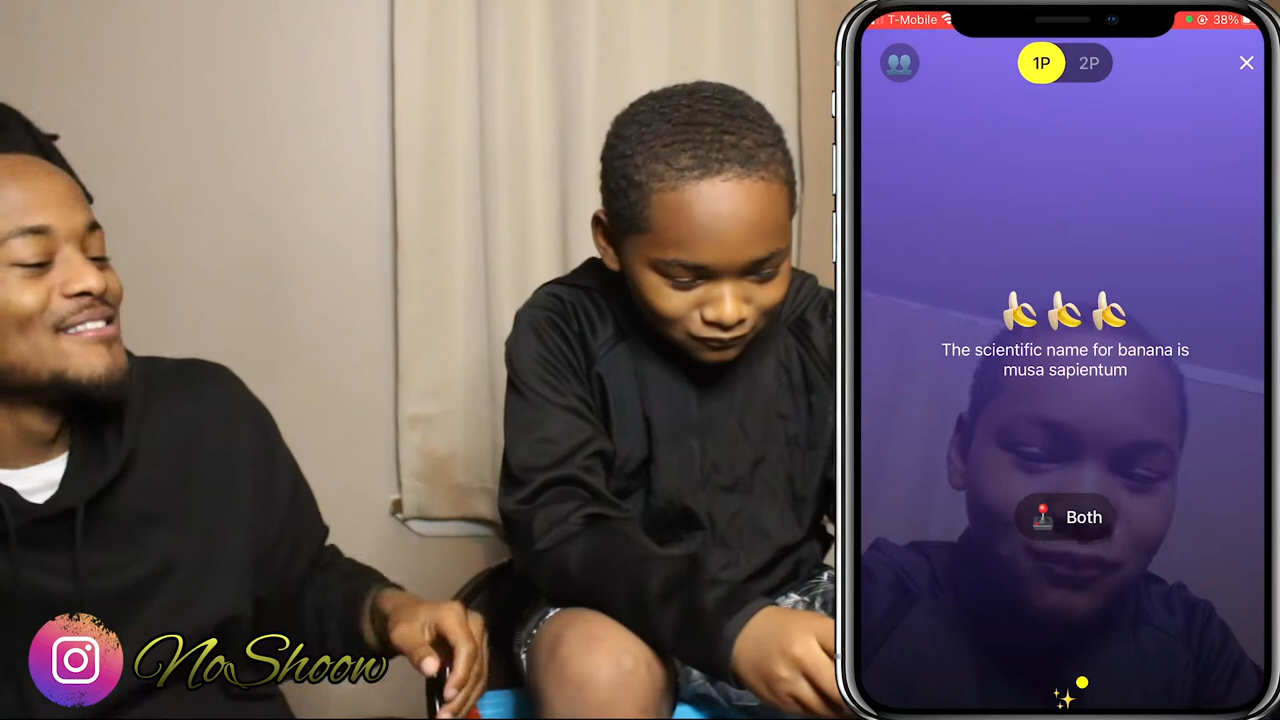 T-Mobile
38%
1P 2P
The scientific name for banana is
musa sapientum
Both
NoShoow